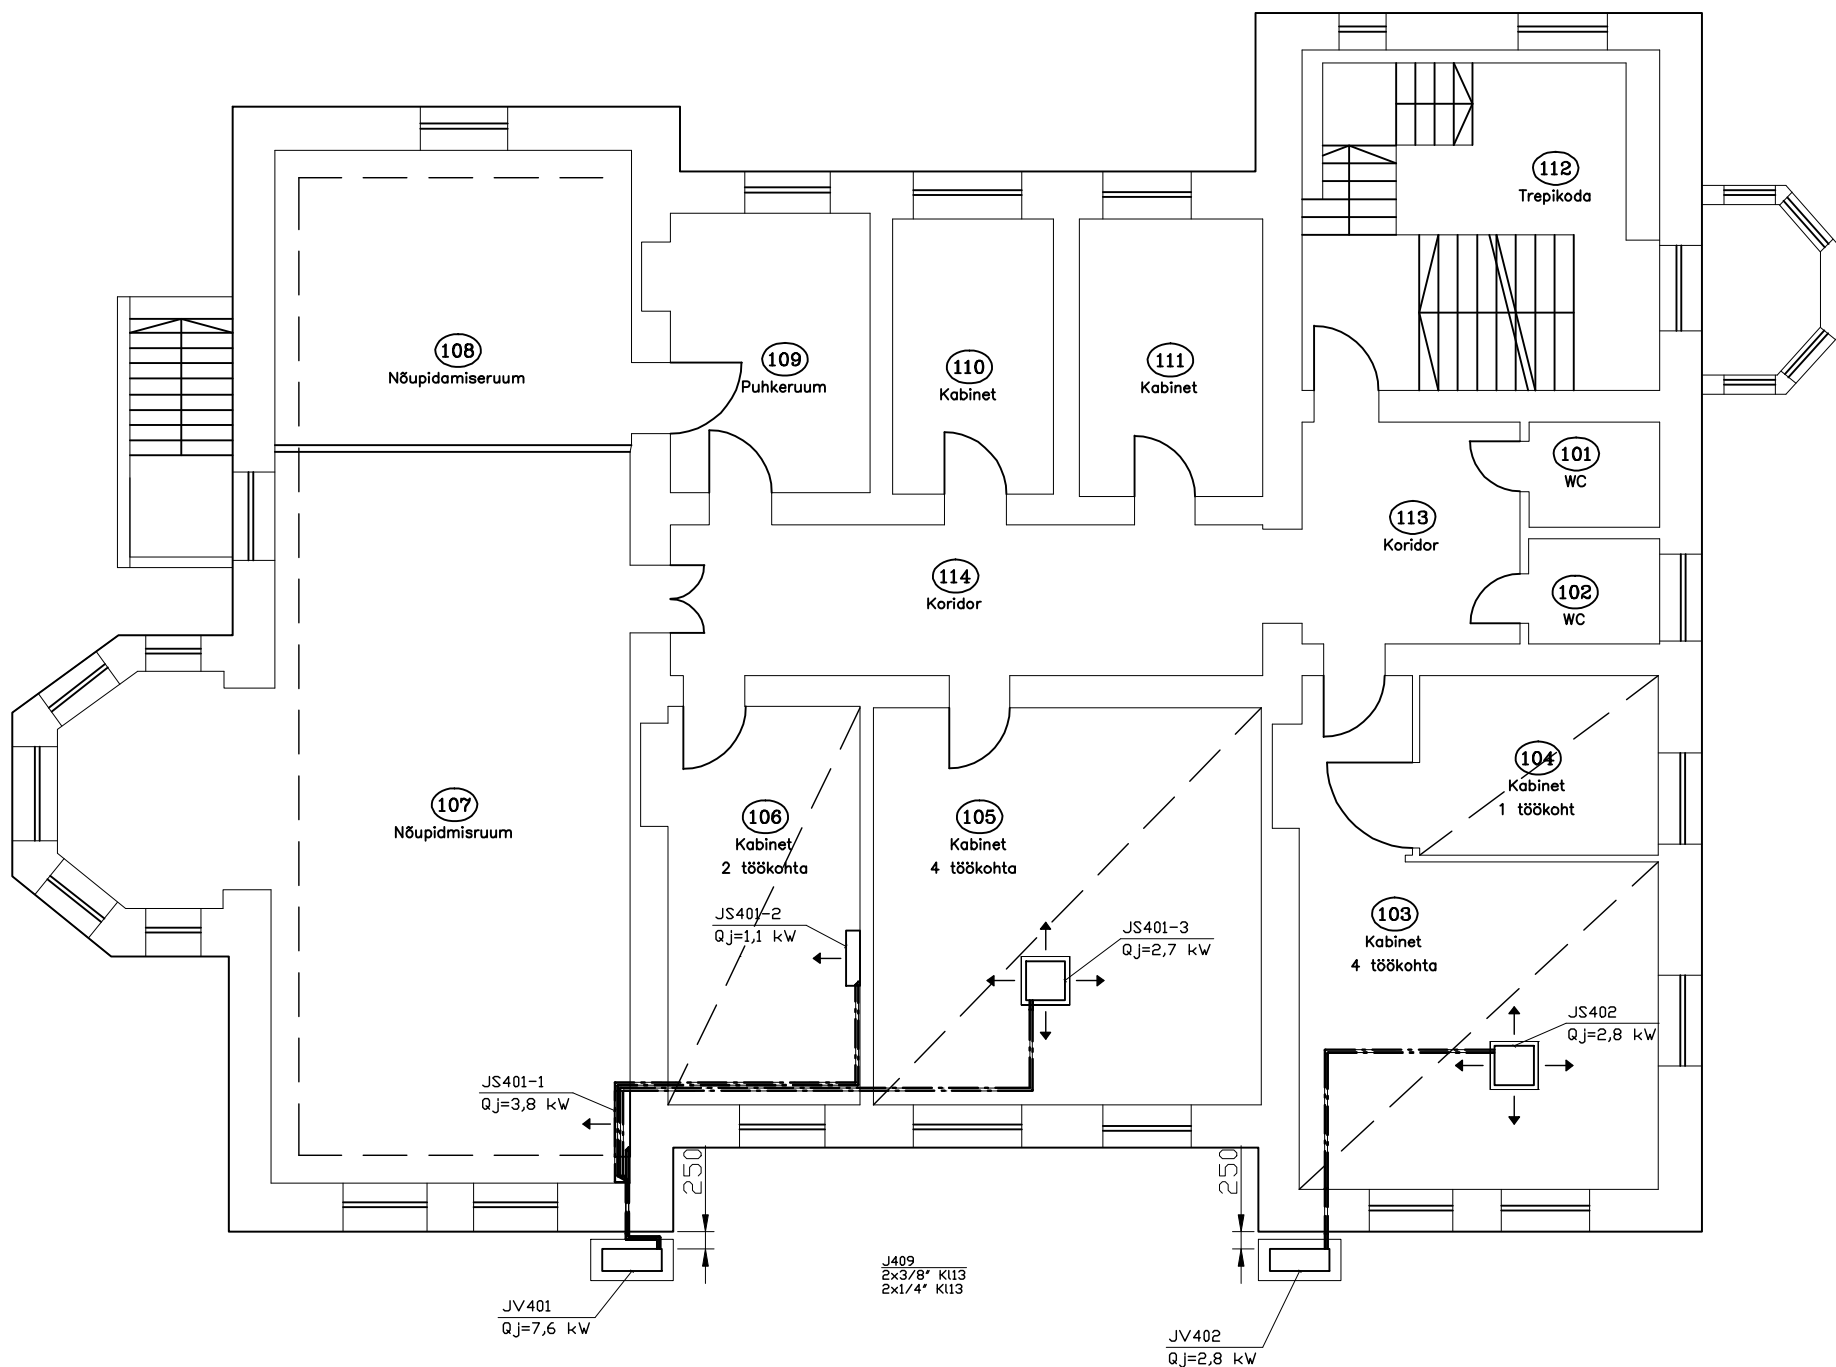 112
Trepikoda
108
Nõupidamiseruum
109
Puhkeruum
110
Kabinet
111
Kabinet
101
WC
113
Koridor
114
Koridor
102
WC
104
Kabinet
1 töökoht
107
Nõupidmisruum
106
Kabinet
2 töökohta
105
Kabinet
4 töökohta
103
Kabinet
4 töökohta
JS401-2
Qj=1,1 kW
JS401-3
Qj=2,7 kW
JS402
Qj=2,8 kW
JS401-1
Qj=3,8 kW
250
250
J409
2x3/8" Kl13
2x1/4" Kl13
JV401
Qj=7,6 kW
JV402
Qj=2,8 kW